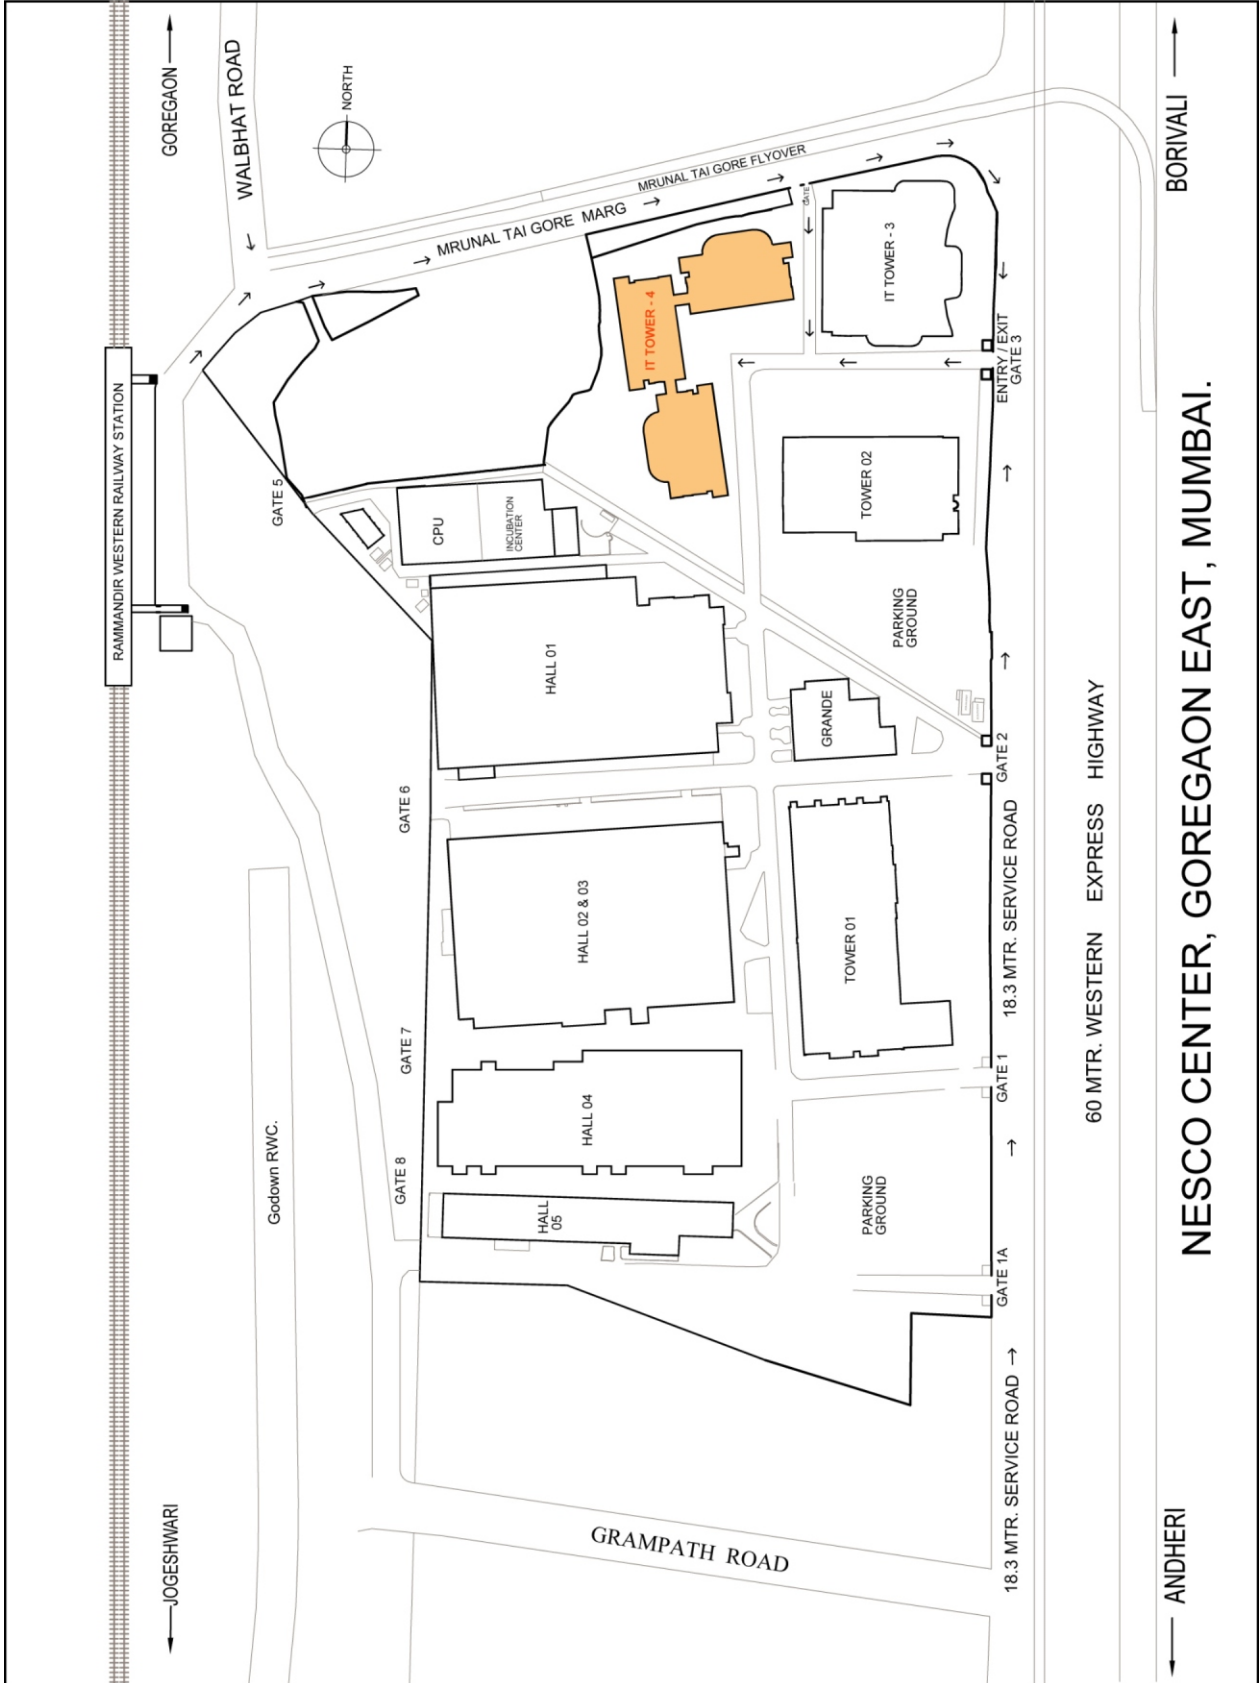 GOREGAON
WALBHAT ROAD
NORTH
BORIVALI
MRUNAL TAI GORE FLYOVER
MRUNAL TAI GORE MARG
GATE
IT TOWER - 3
IT TOWER - 4
ENTRY / EXIT
GATE 3
RAMMANDIR WESTERN RAILWAY STATION
GATE 5
CPU
INCUBATION
CENTER
TOWER 02
PARKING
GROUND
HALL 01
GRANDE
GATE 2
GATE 6
HALL 02 & 03
TOWER 01
18.3 MTR. SERVICE ROAD
60 MTR. WESTERN EXPRESS HIGHWAY
NESCO CENTER, GOREGAON EAST, MUMBAI.
GATE 7
GATE 1
HALL 04
Godown RWC.
GATE 8
HALL
05
PARKING
GROUND
GATE 1A
18.3 MTR. SERVICE ROAD
GRAMPATH ROAD
JOGESHWARI
ANDHERI